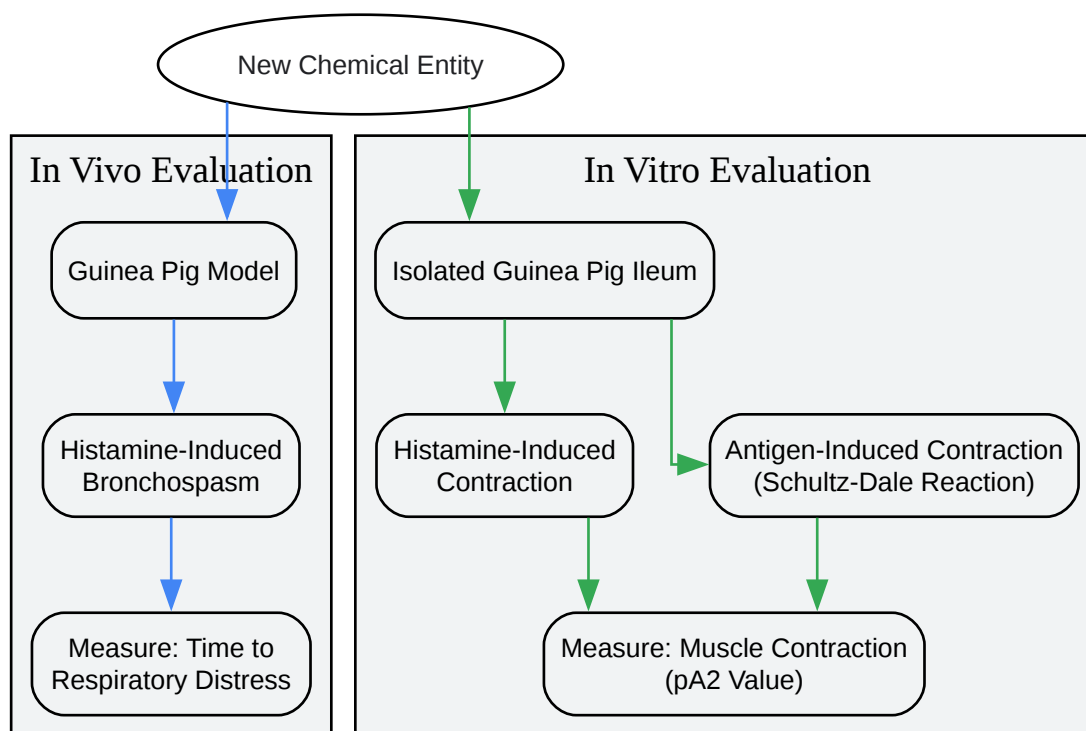 New Chemical Entity
In Vivo Evaluation
Guinea Pig Model
Histamine-Induced
Bronchospasm
Measure: Time to
Respiratory Distress
In Vitro Evaluation
Isolated Guinea Pig Ileum
Histamine-Induced
Contraction
Antigen-Induced Contraction
(Schultz-Dale Reaction)
Measure: Muscle Contraction
(pA2 Value)